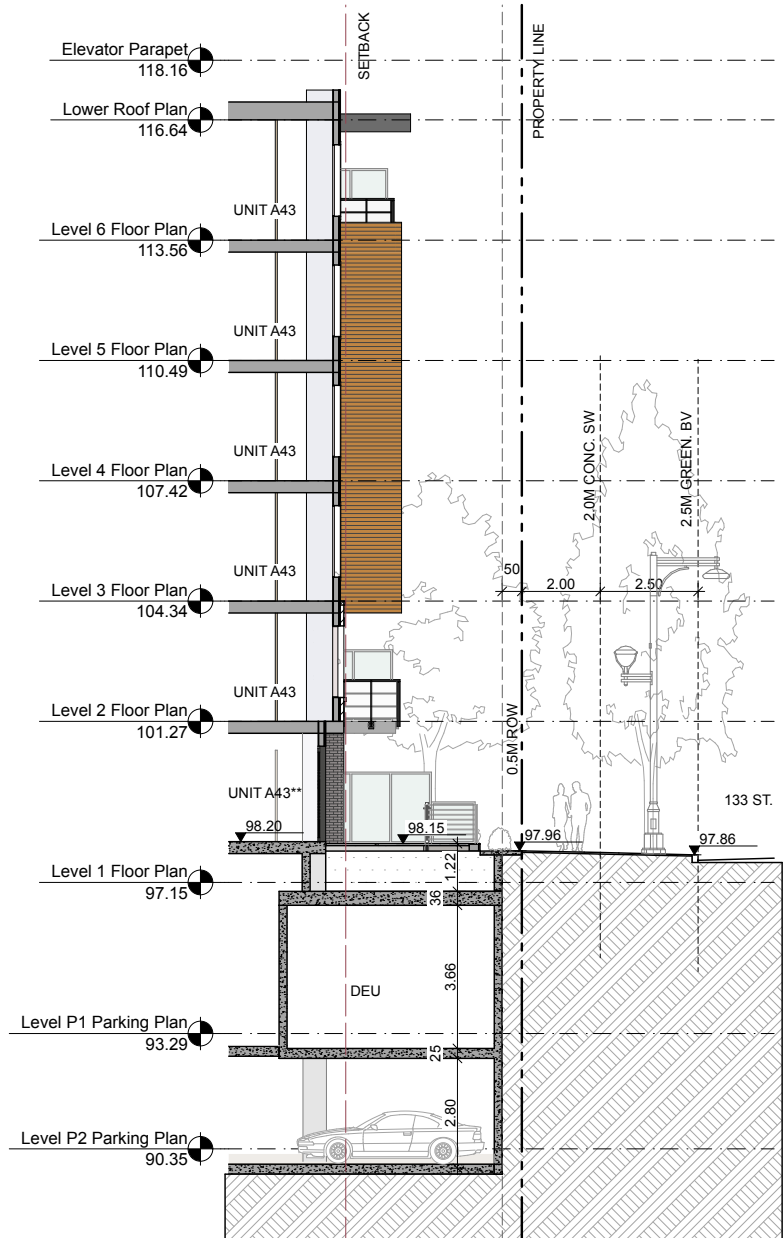 Elevator Parapet
118.16
SETBACK
PROPERTY LINE
Lower Roof Plan
116.64
UNIT A43
Level 6 Floor Plan
113.56
UNIT A43
Level 5 Floor Plan
110.49
UNIT A43
2.0M CONC. SW
2.5M GREEN. BV
Level 4 Floor Plan
107.42
UNIT A43
50
2.00
2.50
Level 3 Floor Plan
104.34
UNIT A43
Level 2 Floor Plan
101.27
0.5M ROW
UNIT A43**
133 ST.
98.20
98.15
97.96
97.86
1.22
Level 1 Floor Plan
97.15
36
3.66
DEU
Level P1 Parking Plan
93.29
25
2.80
Level P2 Parking Plan
90.35